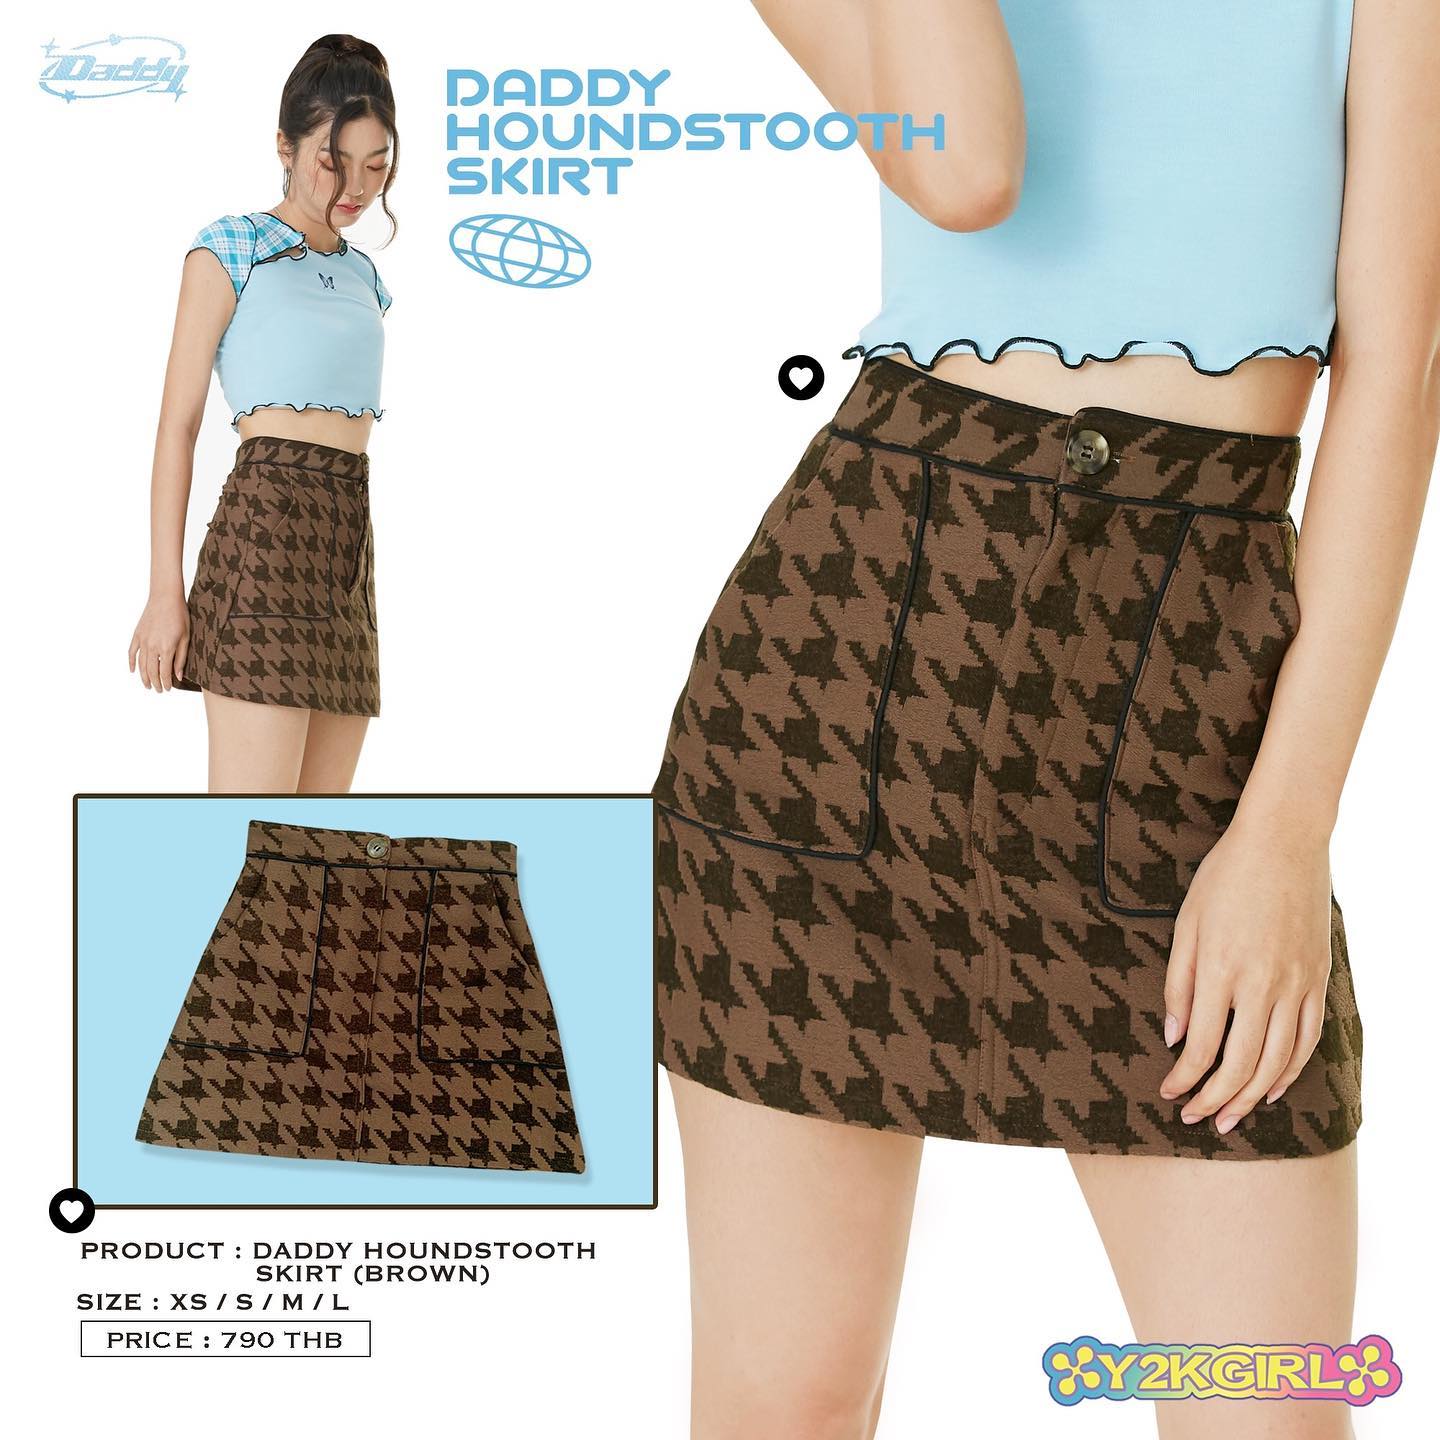 Daddy
DADDY
HOUNDSTOOTH
SKIRT
PRODUCT : DADDY HOUNDSTOOTH
SKIRT (BROWN)
SIZE : XS / S / M / L
PRICE : 790 THB
Y2KGIRL